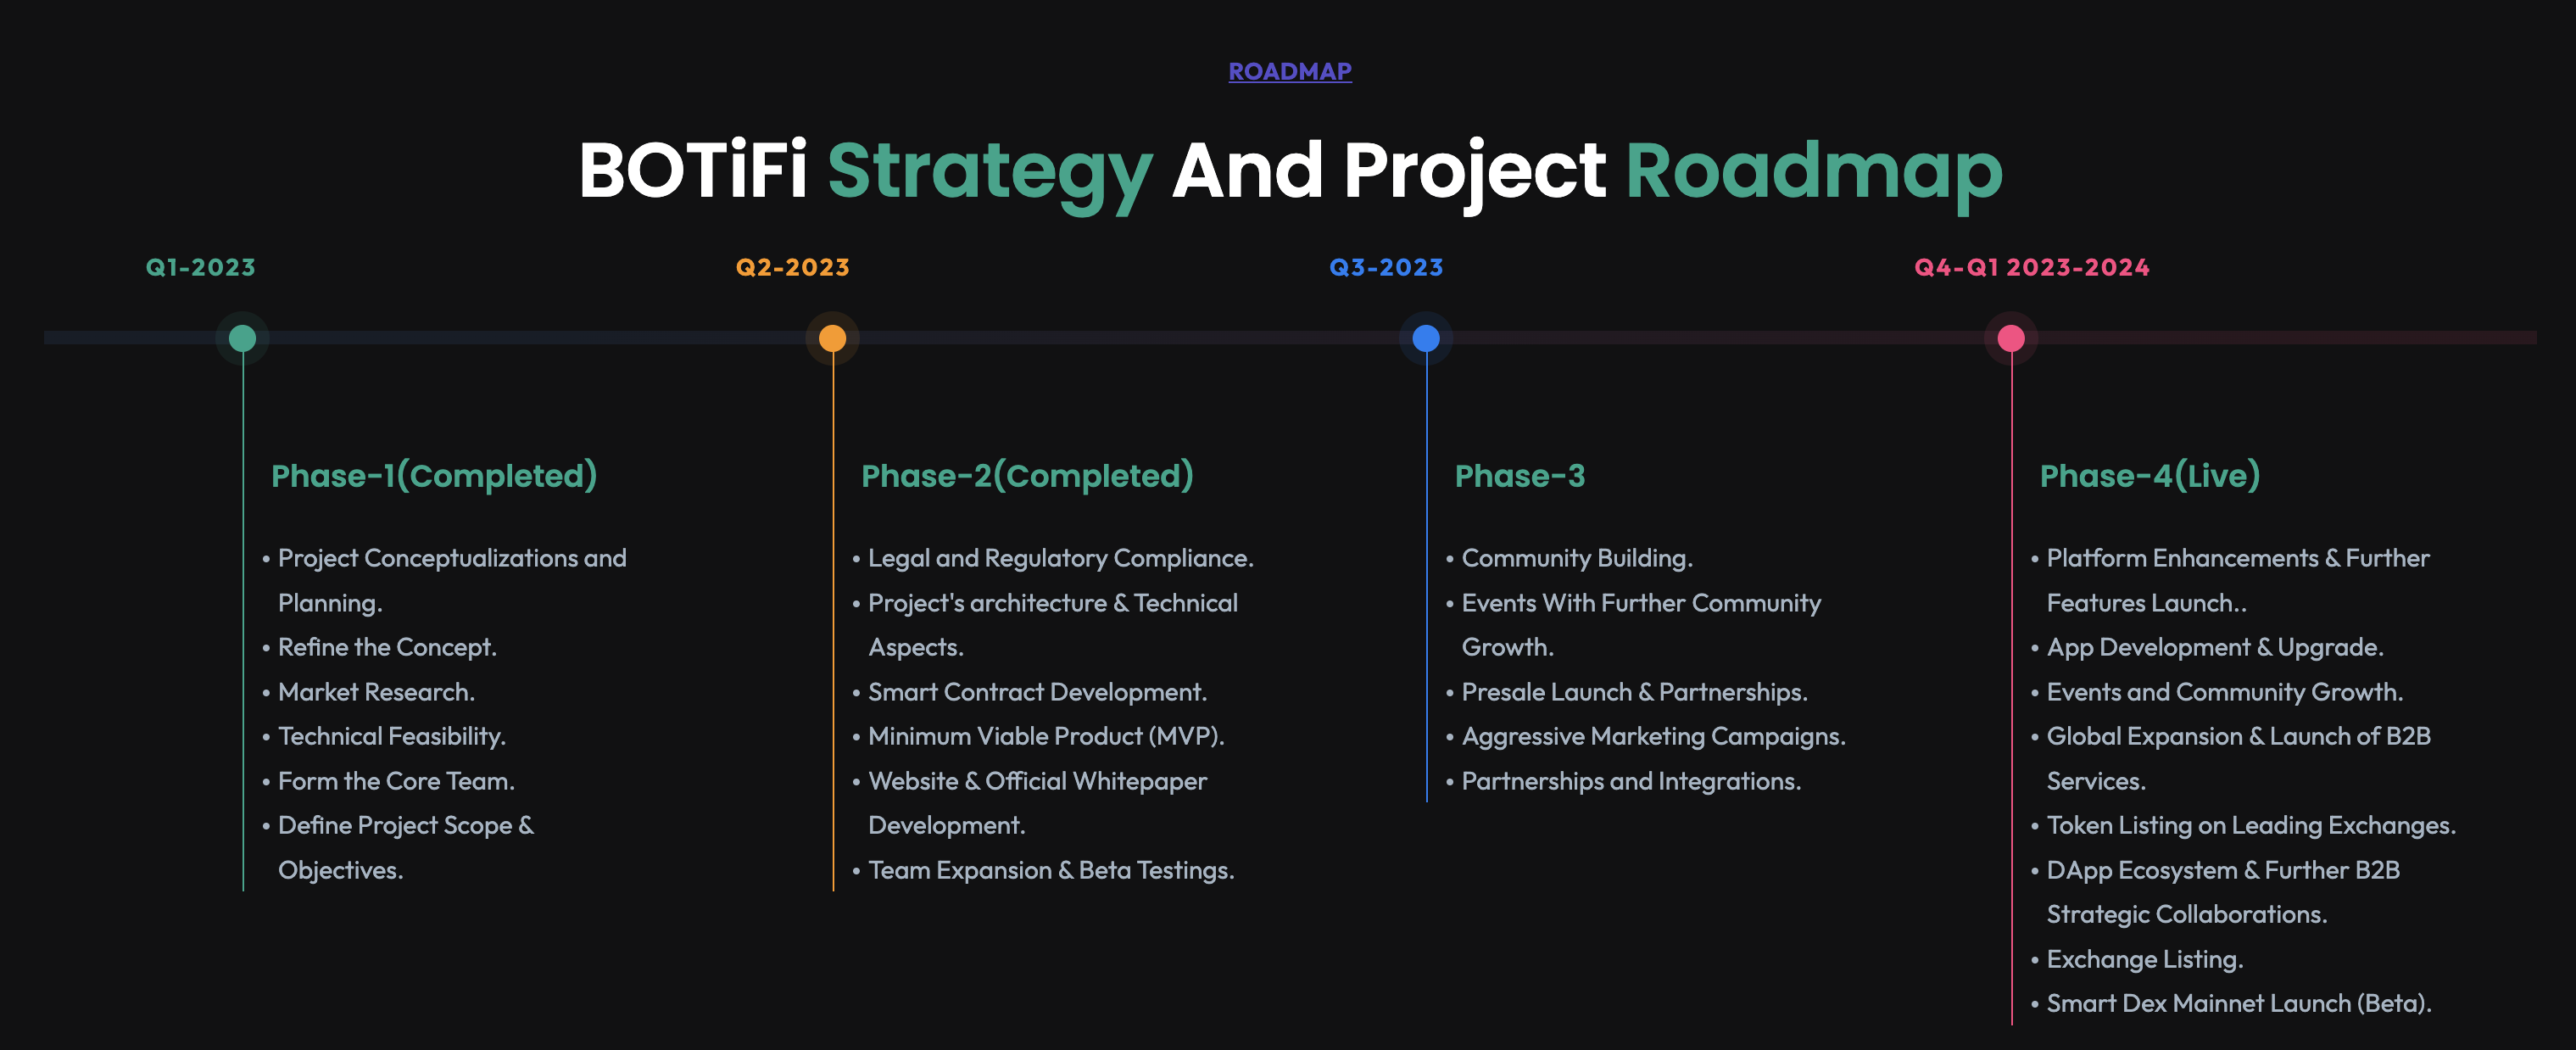 ROADMAP
BOTiFi Strategy And Project Roadmap
Q1-2023
Phase-1(Completed)
• Project Conceptualizations and
Planning.
• Refine the Concept.
• Market Research.
• Technical Feasibility.
• Form the Core Team.
• Define Project Scope &
Objectives.
Q2-2023
Phase-2(Completed)
• Legal and Regulatory Compliance.
• Project's architecture & Technical
Aspects.
• Smart Contract Development.
• Minimum Viable Product (MVP).
• Website & Official Whitepaper
Development.
• Team Expansion & Beta Testings.
Q3-2023
Phase-3
• Community Building.
• Events With Further Community
Growth.
• Presale Launch & Partnerships.
• Aggressive Marketing Campaigns.
• Partnerships and Integrations.
Q4-Q1 2023-2024
Phase-4(Live)
• Platform Enhancements & Further
Features Launch..
• App Development & Upgrade.
• Events and Community Growth.
• Global Expansion & Launch of B2B
Services.
• Token Listing on Leading Exchanges.
• DApp Ecosystem & Further B2B
Strategic Collaborations.
• Exchange Listing.
• Smart Dex Mainnet Launch (Beta).